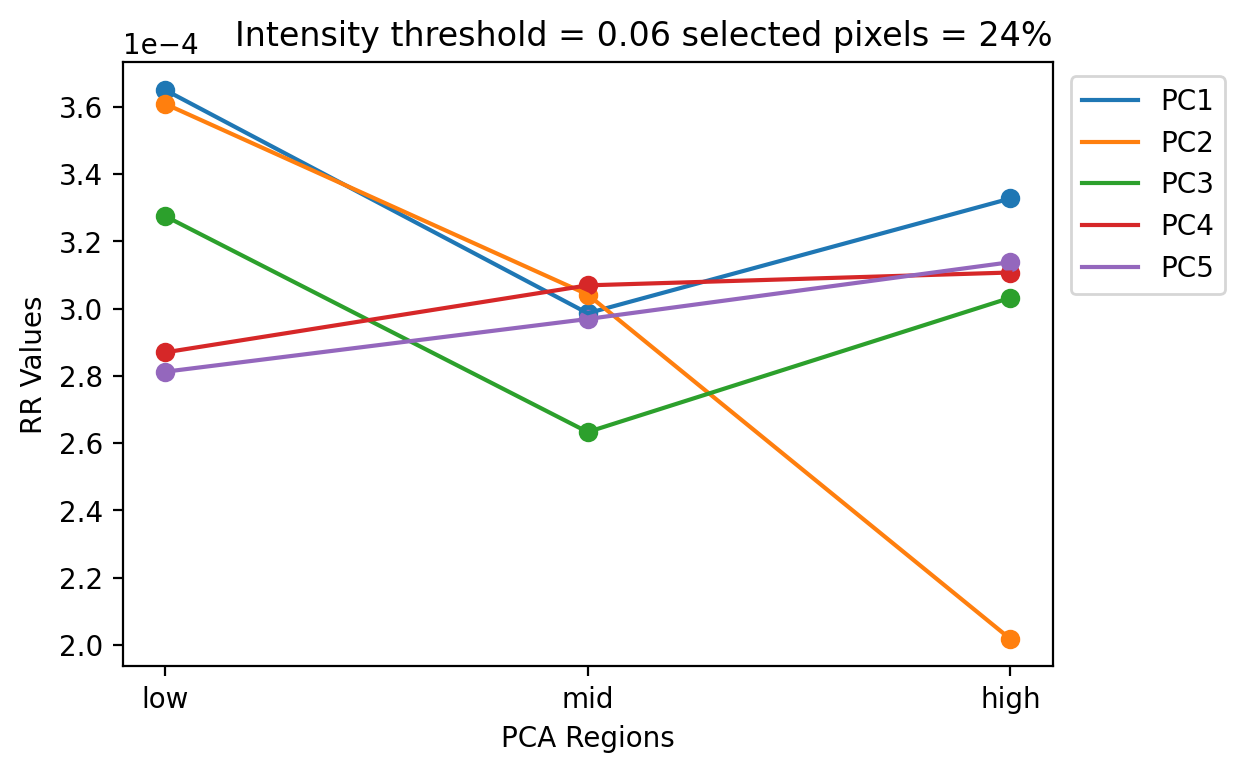 Intensity threshold = 0.06 selected pixels = 24%
1e−4
3.6
3.4
3.2
3.0
2.8
2.6
2.4
2.2
2.0
RR Values
low
mid
high
PCA Regions
PC1
PC2
PC3
PC4
PC5